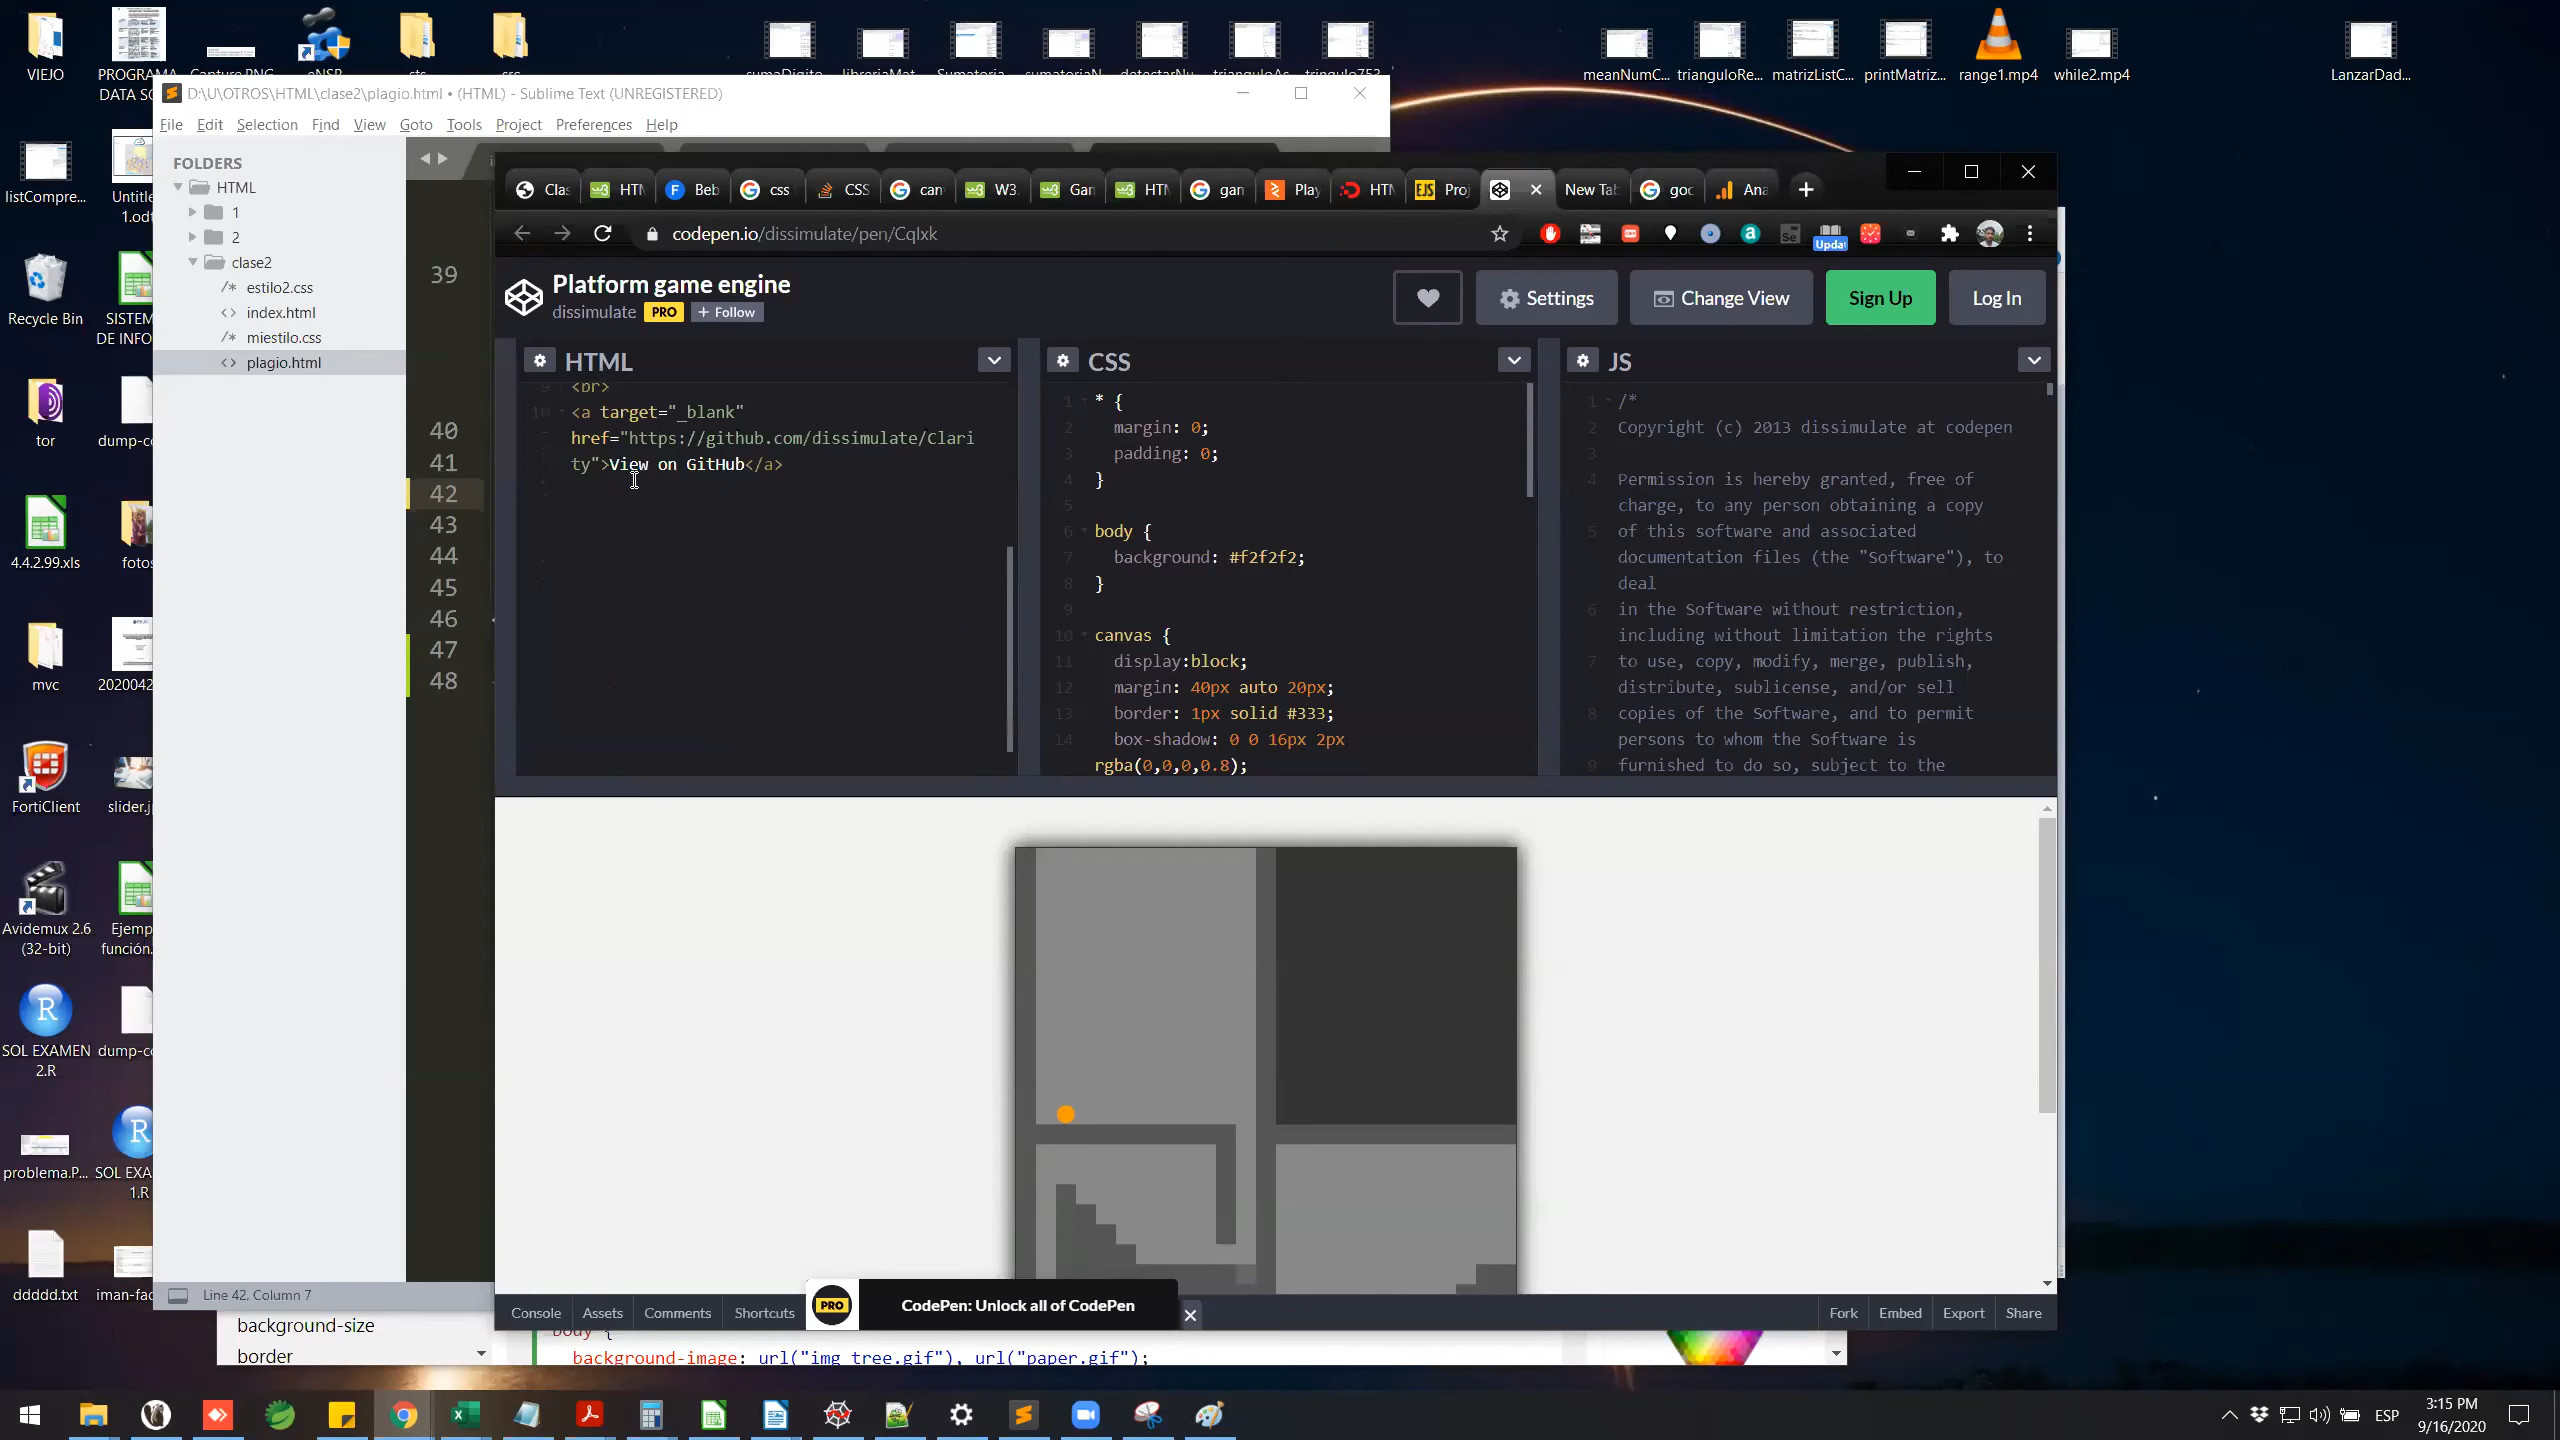 VIEJO
PROGRAMA
DATA SC
Capture.PNG
eNSP
sts
src
sumaDigito
libreriaMat
Sumatoria
sumatoriaN
detectarNu
trianguloAs
tringulo753
meanNumC...
trianguloRe...
matrizListC...
printMatriz...
range1.mp4
while2.mp4
LanzarDad...
D:\U\OTROS\HTML\clase2\plagio.html • (HTML) - Sublime Text (UNREGISTERED)
File Edit Selection Find View Goto Tools Project Preferences Help
FOLDERS
HTML
1
2
clase2
/* estilo2.css
<> index.html
/* miestilo.css
<> plagio.html
39
40
41
42
43
44
45
46
47
48
Line 42, Column 7
Clas
HTM
Beb
css
CSS
can
W3.
Gam
HTM
gam
Play
HTM
Proj
New Tab
goo
Ana
codepen.io/dissimulate/pen/CqIxk
Updat
Platform game engine
dissimulate PRO + Follow
Settings
Change View
Sign Up
Log In
HTML
9 <br>
10 <a target="_blank"
href="https://github.com/dissimulate/Clari
ty">View on GitHub</a>
CSS
1 * {
2 margin: 0;
3 padding: 0;
4 }
5
6 body {
7 background: #f2f2f2;
8 }
9
10 canvas {
11 display:block;
12 margin: 40px auto 20px;
13 border: 1px solid #333;
14 box-shadow: 0 0 16px 2px
rgba(0,0,0,0.8);
JS
1 /*
2 Copyright (c) 2013 dissimulate at codepen
3
4 Permission is hereby granted, free of
charge, to any person obtaining a copy
5 of this software and associated
documentation files (the "Software"), to
deal
6 in the Software without restriction,
including without limitation the rights
7 to use, copy, modify, merge, publish,
distribute, sublicense, and/or sell
8 copies of the Software, and to permit
persons to whom the Software is
9 furnished to do so, subject to the
Console Assets Comments Shortcuts
PRO
CodePen: Unlock all of CodePen
Fork Embed Export Share
listCompre...
Untitle
1.odt
Recycle Bin
SISTEM
DE INFO
tor
dump-cc
4.4.2.99.xls
fotos
mvc
2020042
FortiClient
slider.j
Avidemux 2.6
(32-bit)
Ejemp
función.
SOL EXAMEN
2.R
dump-cc
problema.P...
SOL EXA
1.R
ddddd.txt
iman-fac
background-size
border
body {
background-image: url("img_tree.gif"), url("paper.gif");
ESP
3:15 PM
9/16/2020